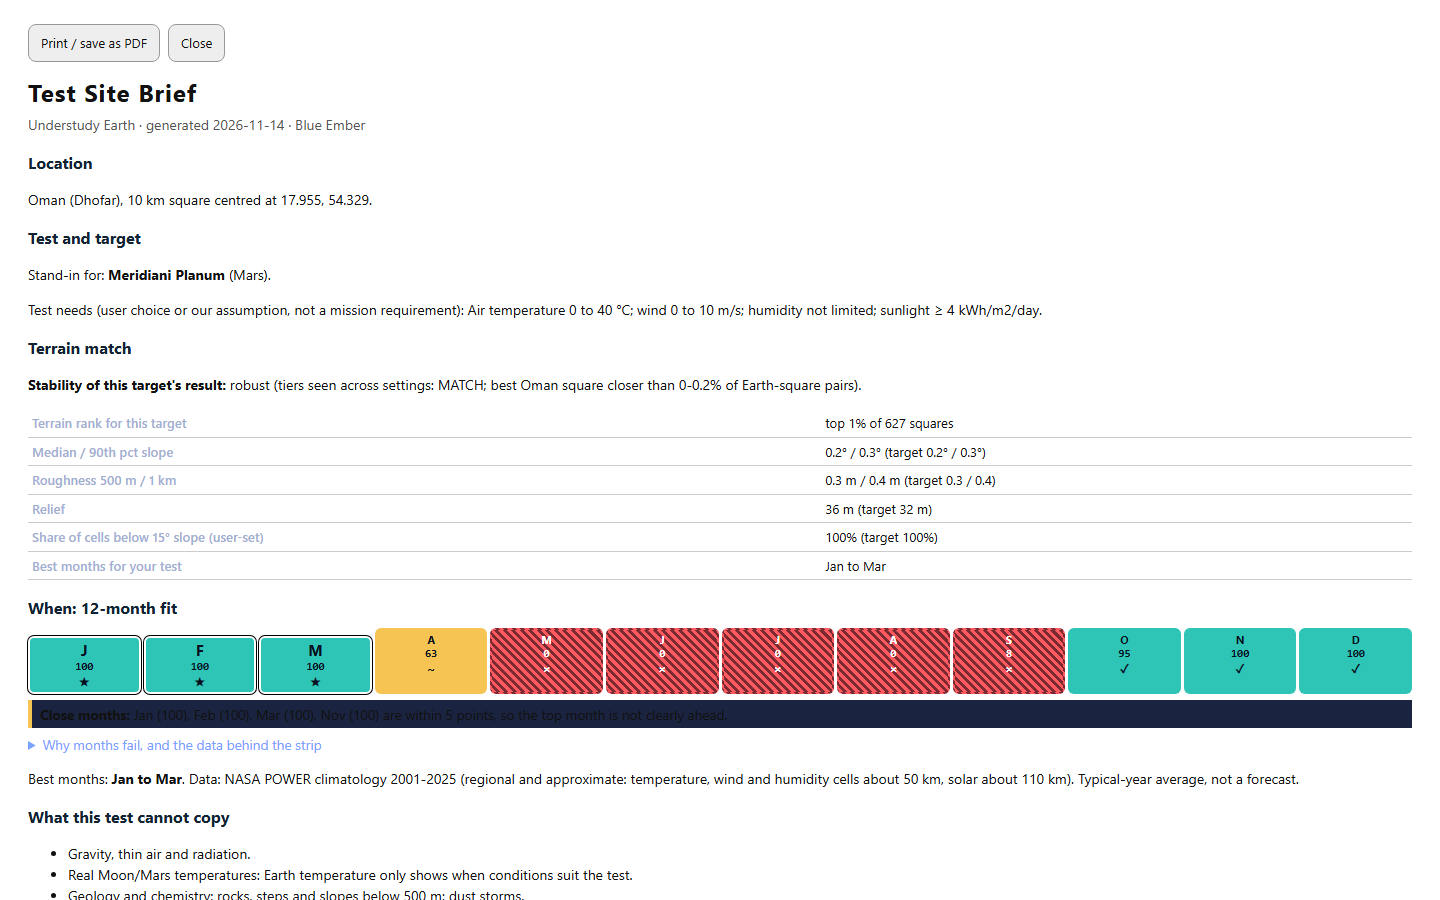 Print / save as PDF
Close
Test Site Brief
Understudy Earth · generated 2026-11-14 · Blue Ember
Location
Oman (Dhofar), 10 km square centred at 17.955, 54.329.
Test and target
Stand-in for: Meridiani Planum (Mars).
Test needs (user choice or our assumption, not a mission requirement): Air temperature 0 to 40 °C; wind 0 to 10 m/s; humidity not limited; sunlight ≥ 4 kWh/m2/day.
Terrain match
Stability of this target's result: robust (tiers seen across settings: MATCH; best Oman square closer than 0-0.2% of Earth-square pairs).
Terrain rank for this target top 1% of 627 squares
Median / 90th pct slope 0.2° / 0.3° (target 0.2° / 0.3°)
Roughness 500 m / 1 km 0.3 m / 0.4 m (target 0.3 / 0.4)
Relief 36 m (target 32 m)
Share of cells below 15° slope (user-set) 100% (target 100%)
Best months for your test Jan to Mar
When: 12-month fit
J F M A M J J A S O N D
100 100 100 63 0 0 0 0 8 95 100 100
★ ★ ★ ~ × × × × × ✓ ✓ ✓
Close months: Jan (100), Feb (100), Mar (100), Nov (100) are within 5 points, so the top month is not clearly ahead.
▶ Why months fail, and the data behind the strip
Best months: Jan to Mar. Data: NASA POWER climatology 2001-2025 (regional and approximate: temperature, wind and humidity cells about 50 km, solar about 110 km). Typical-year average, not a forecast.
What this test cannot copy
• Gravity, thin air and radiation.
• Real Moon/Mars temperatures: Earth temperature only shows when conditions suit the test.
• Geology and chemistry; rocks, steps and slopes below 500 m; dust storms.